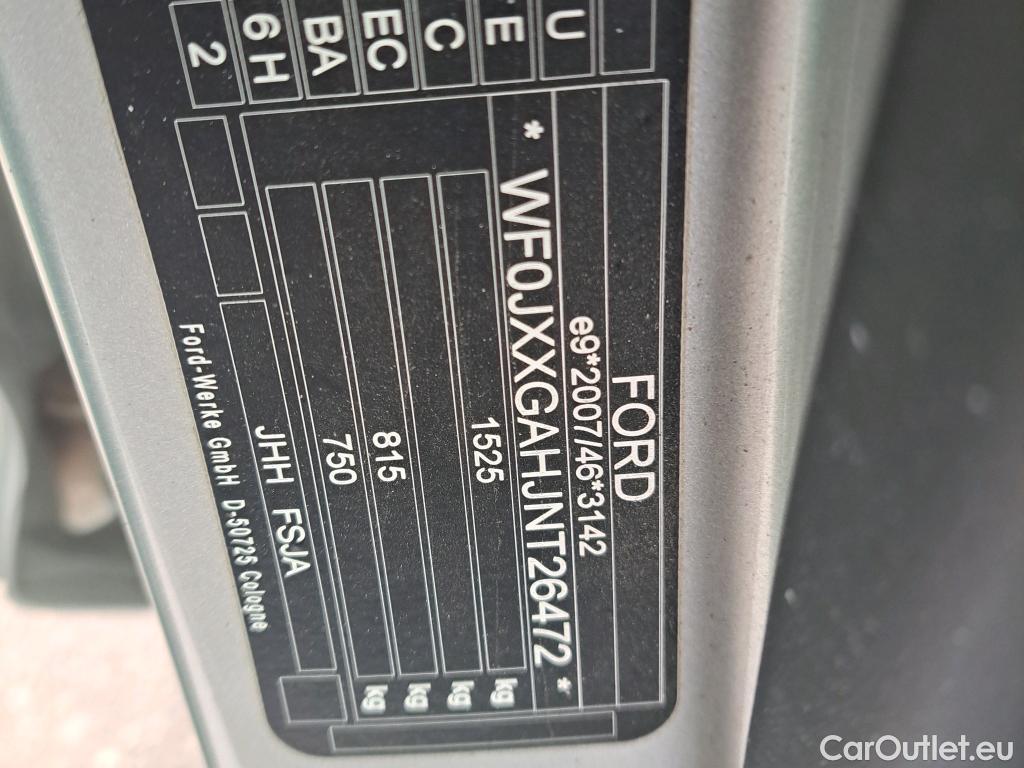 FORD
e9*2007/46*3142
* WF0JXXGAHJNT26472 *
1525 kg
kg
815 kg
750 kg
JHH FSJA
U
E
C
EC
BA
6H
2
Ford-Werke GmbH D-50725 Cologne
CarOutlet.eu